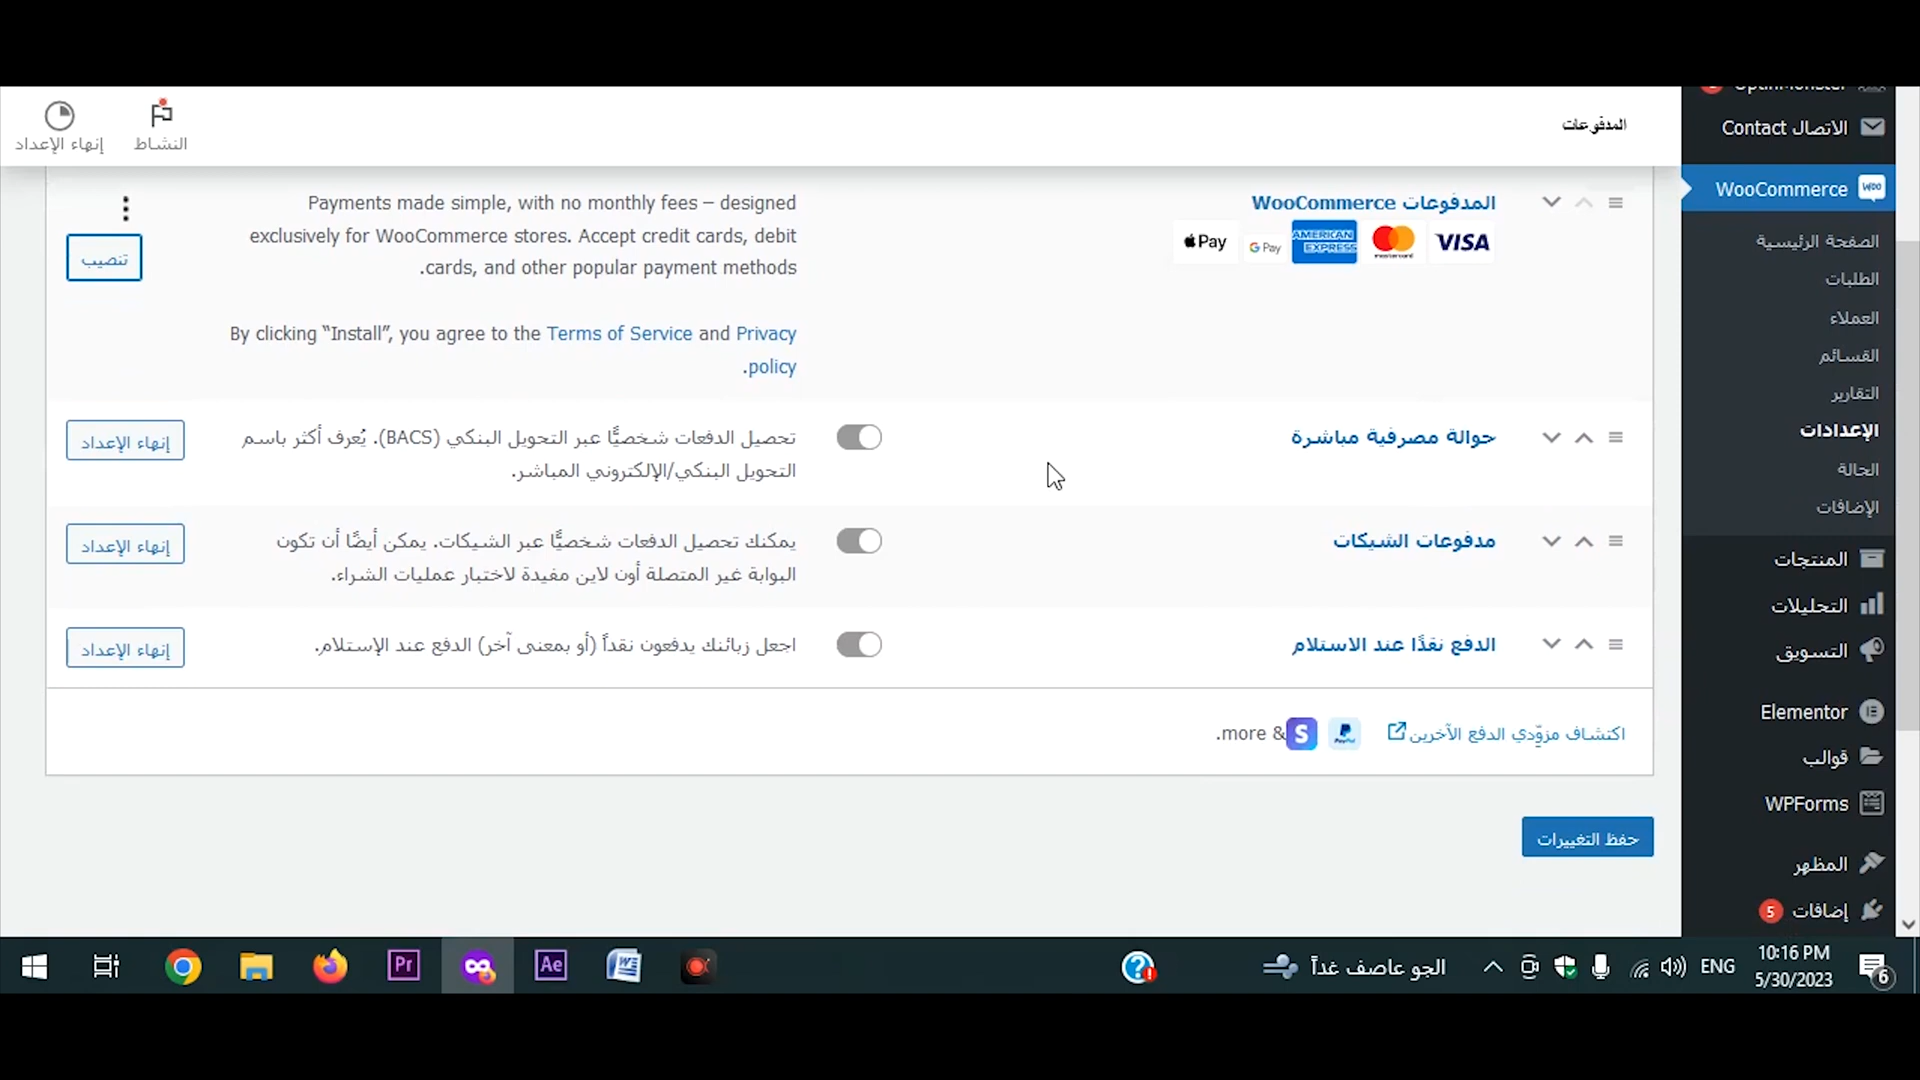 المدفوعات
النشاط
إنهاء الإعداد
المدفوعات WooCommerce
Pay
G Pay
AMERICAN EXPRESS
mastercard
VISA
Payments made simple, with no monthly fees – designed
exclusively for WooCommerce stores. Accept credit cards, debit
.cards, and other popular payment methods
By clicking “Install”, you agree to the Terms of Service and Privacy
.policy
تنصيب
حوالة مصرفية مباشرة
تحصيل الدفعات شخصيًّا عبر التحويل البنكي (BACS). يُعرف أكثر باسم
التحويل البنكي/الإلكتروني المباشر.
إنهاء الإعداد
مدفوعات الشيكات
يمكنك تحصيل الدفعات شخصيًّا عبر الشيكات. يمكن أيضًا أن تكون
البوابة غير المتصلة أون لاين مفيدة لاختبار عمليات الشراء.
إنهاء الإعداد
الدفع نقدًا عند الاستلام
اجعل زبائنك يدفعون نقداً (أو بمعنى آخر) الدفع عند الإستلام.
إنهاء الإعداد
اكتشاف مزوّدي الدفع الآخرين
PayPal
S
.more &
حفظ التغييرات
الاتصال Contact
WooCommerce
الصفحة الرئيسية
الطلبات
العملاء
القسائم
التقارير
الإعدادات
الحالة
الإضافات
المنتجات
التحليلات
التسويق
Elementor
قوالب
WPForms
المظهر
إضافات 5
Pr
Ae
الجو عاصف غداً
ENG
10:16 PM
5/30/2023
6